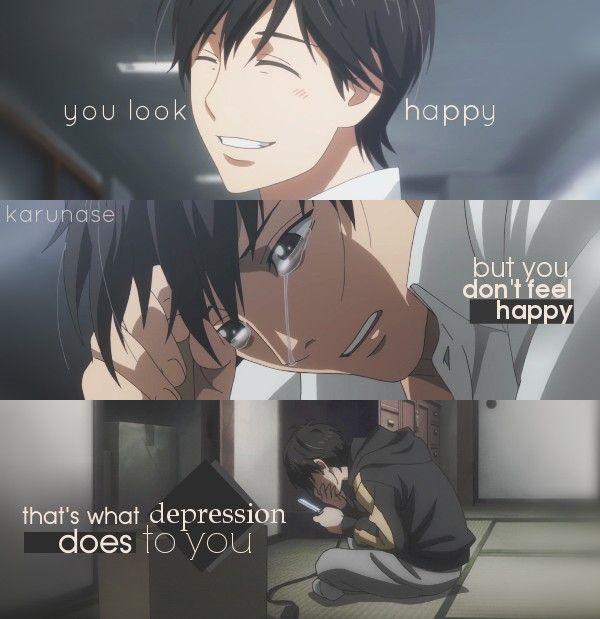 you look happy
karunase
but you
don't feel
happy
that's what depression
does to you